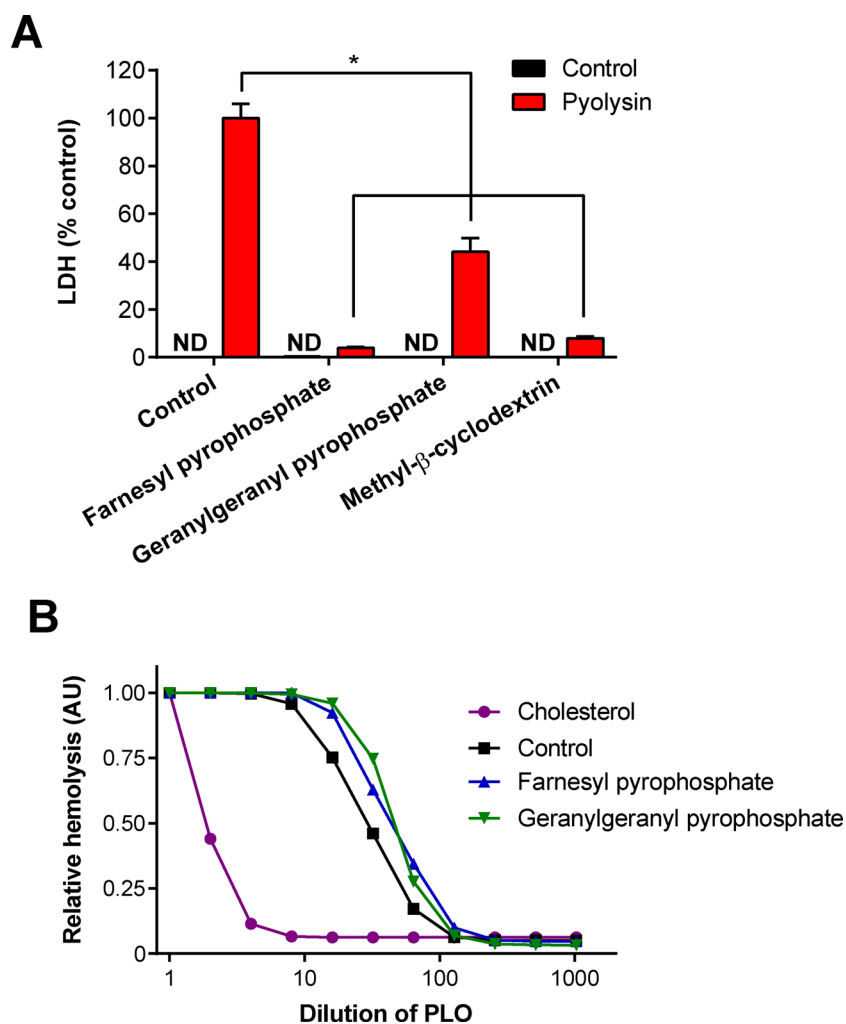 A
120
100
80
60
40
20
0
LDH (% control)
*
Control
Pyolysin
ND
ND
ND
ND
Control
Farnesyl pyrophosphate
Geranylgeranyl pyrophosphate
Methyl-β-cyclodextrin
B
1.00
0.75
0.50
0.25
0
Relative hemolysis (AU)
Cholesterol
Control
Farnesyl pyrophosphate
Geranylgeranyl pyrophosphate
1 10 100 1000
Dilution of PLO